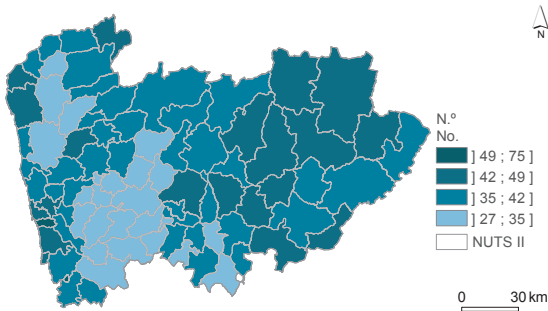 N
N.º
No.
] 49 ; 75 ]
] 42 ; 49 ]
] 35 ; 42 ]
] 27 ; 35 ]
NUTS II
0 30 km